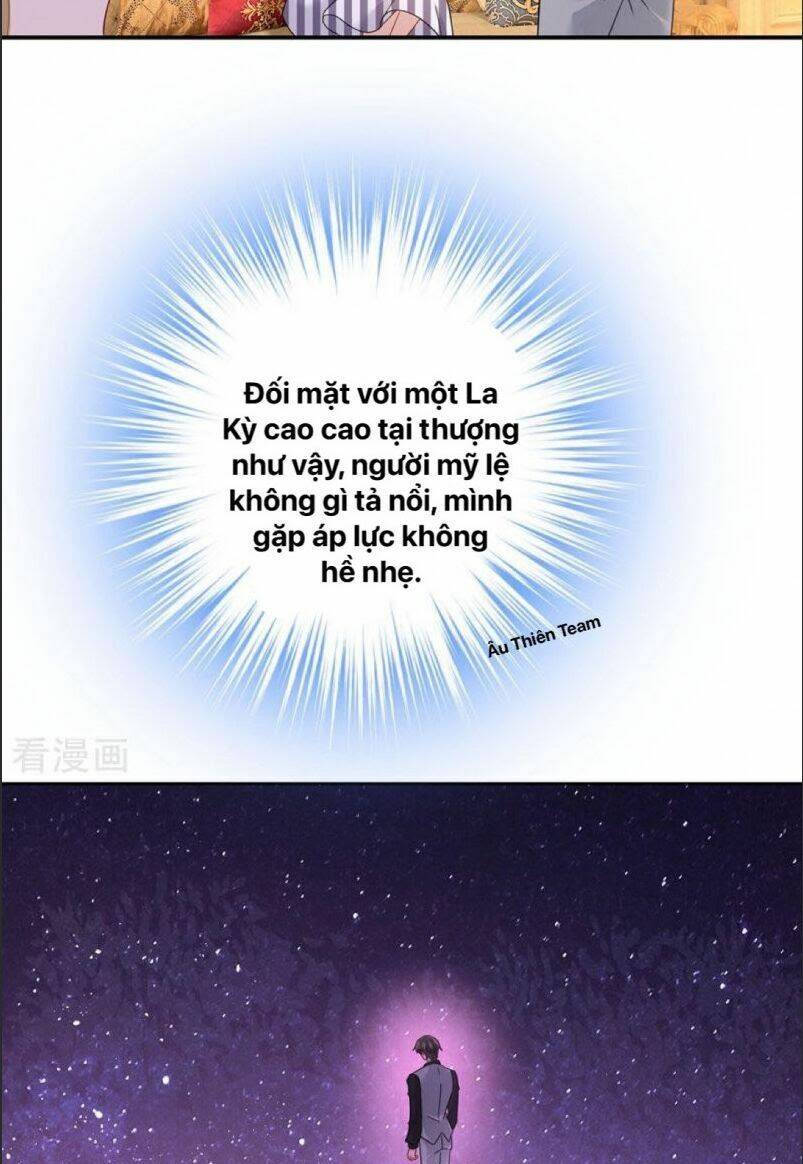 Đối mặt với một La
Kỳ cao cao tại thượng
như vậy, người mỹ lệ
không gì tả nổi, mình
gặp áp lực không
hề nhẹ.
Âu Thiên Team
看漫画